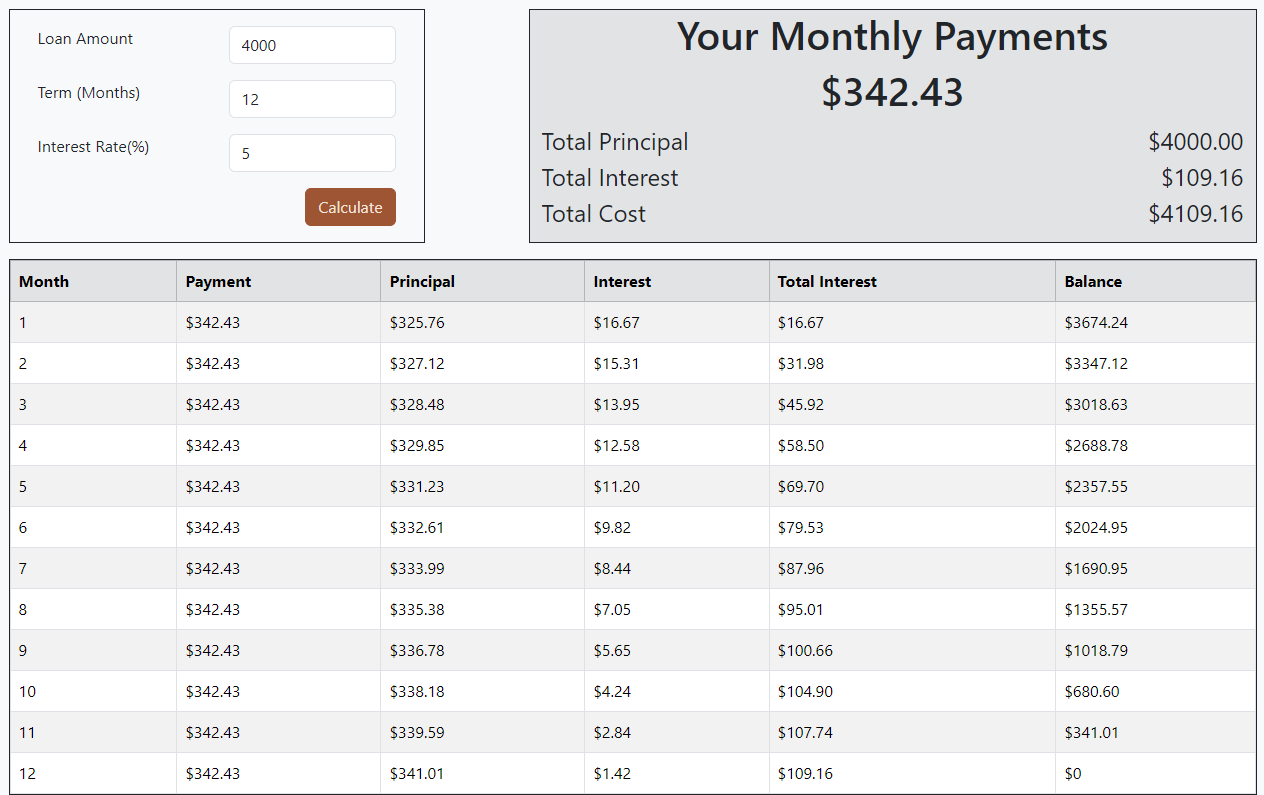 Loan Amount 4000
Term (Months) 12
Interest Rate(%) 5
Calculate
Your Monthly Payments
$342.43
Total Principal $4000.00
Total Interest $109.16
Total Cost $4109.16
Month Payment Principal Interest Total Interest Balance
1 $342.43 $325.76 $16.67 $16.67 $3674.24
2 $342.43 $327.12 $15.31 $31.98 $3347.12
3 $342.43 $328.48 $13.95 $45.92 $3018.63
4 $342.43 $329.85 $12.58 $58.50 $2688.78
5 $342.43 $331.23 $11.20 $69.70 $2357.55
6 $342.43 $332.61 $9.82 $79.53 $2024.95
7 $342.43 $333.99 $8.44 $87.96 $1690.95
8 $342.43 $335.38 $7.05 $95.01 $1355.57
9 $342.43 $336.78 $5.65 $100.66 $1018.79
10 $342.43 $338.18 $4.24 $104.90 $680.60
11 $342.43 $339.59 $2.84 $107.74 $341.01
12 $342.43 $341.01 $1.42 $109.16 $0